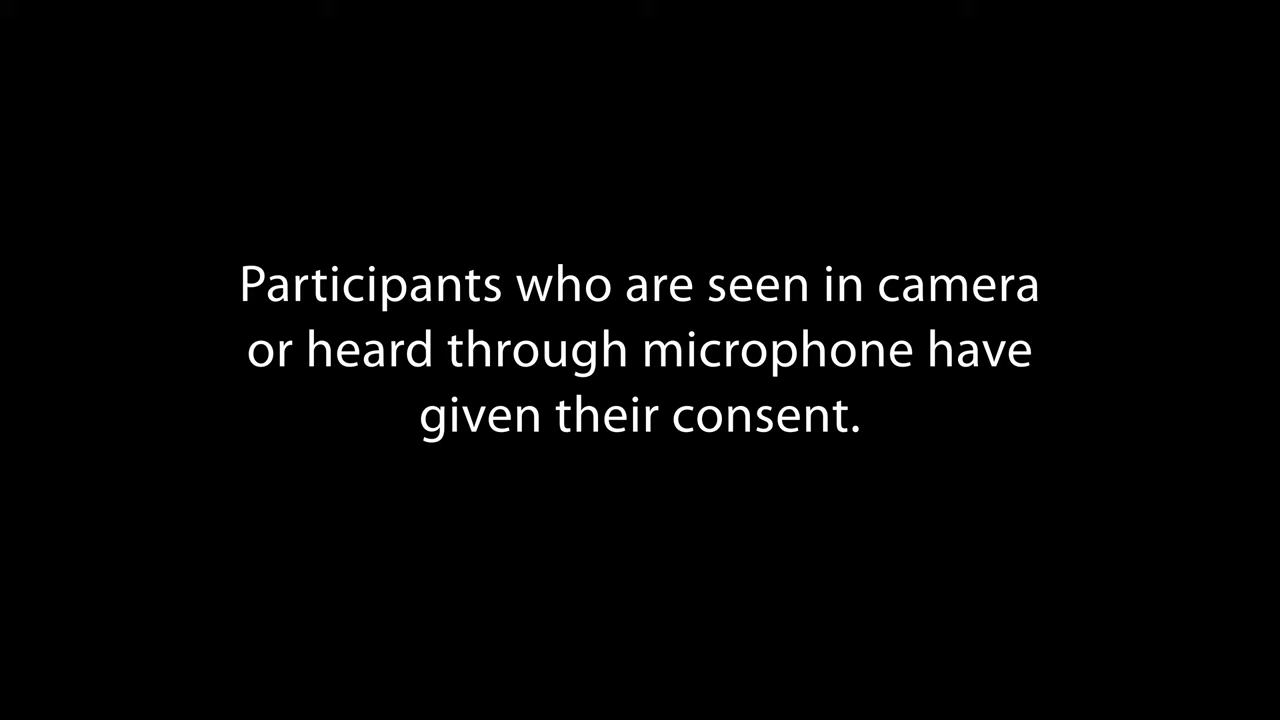 Participants who are seen in camera
or heard through microphone have
given their consent.